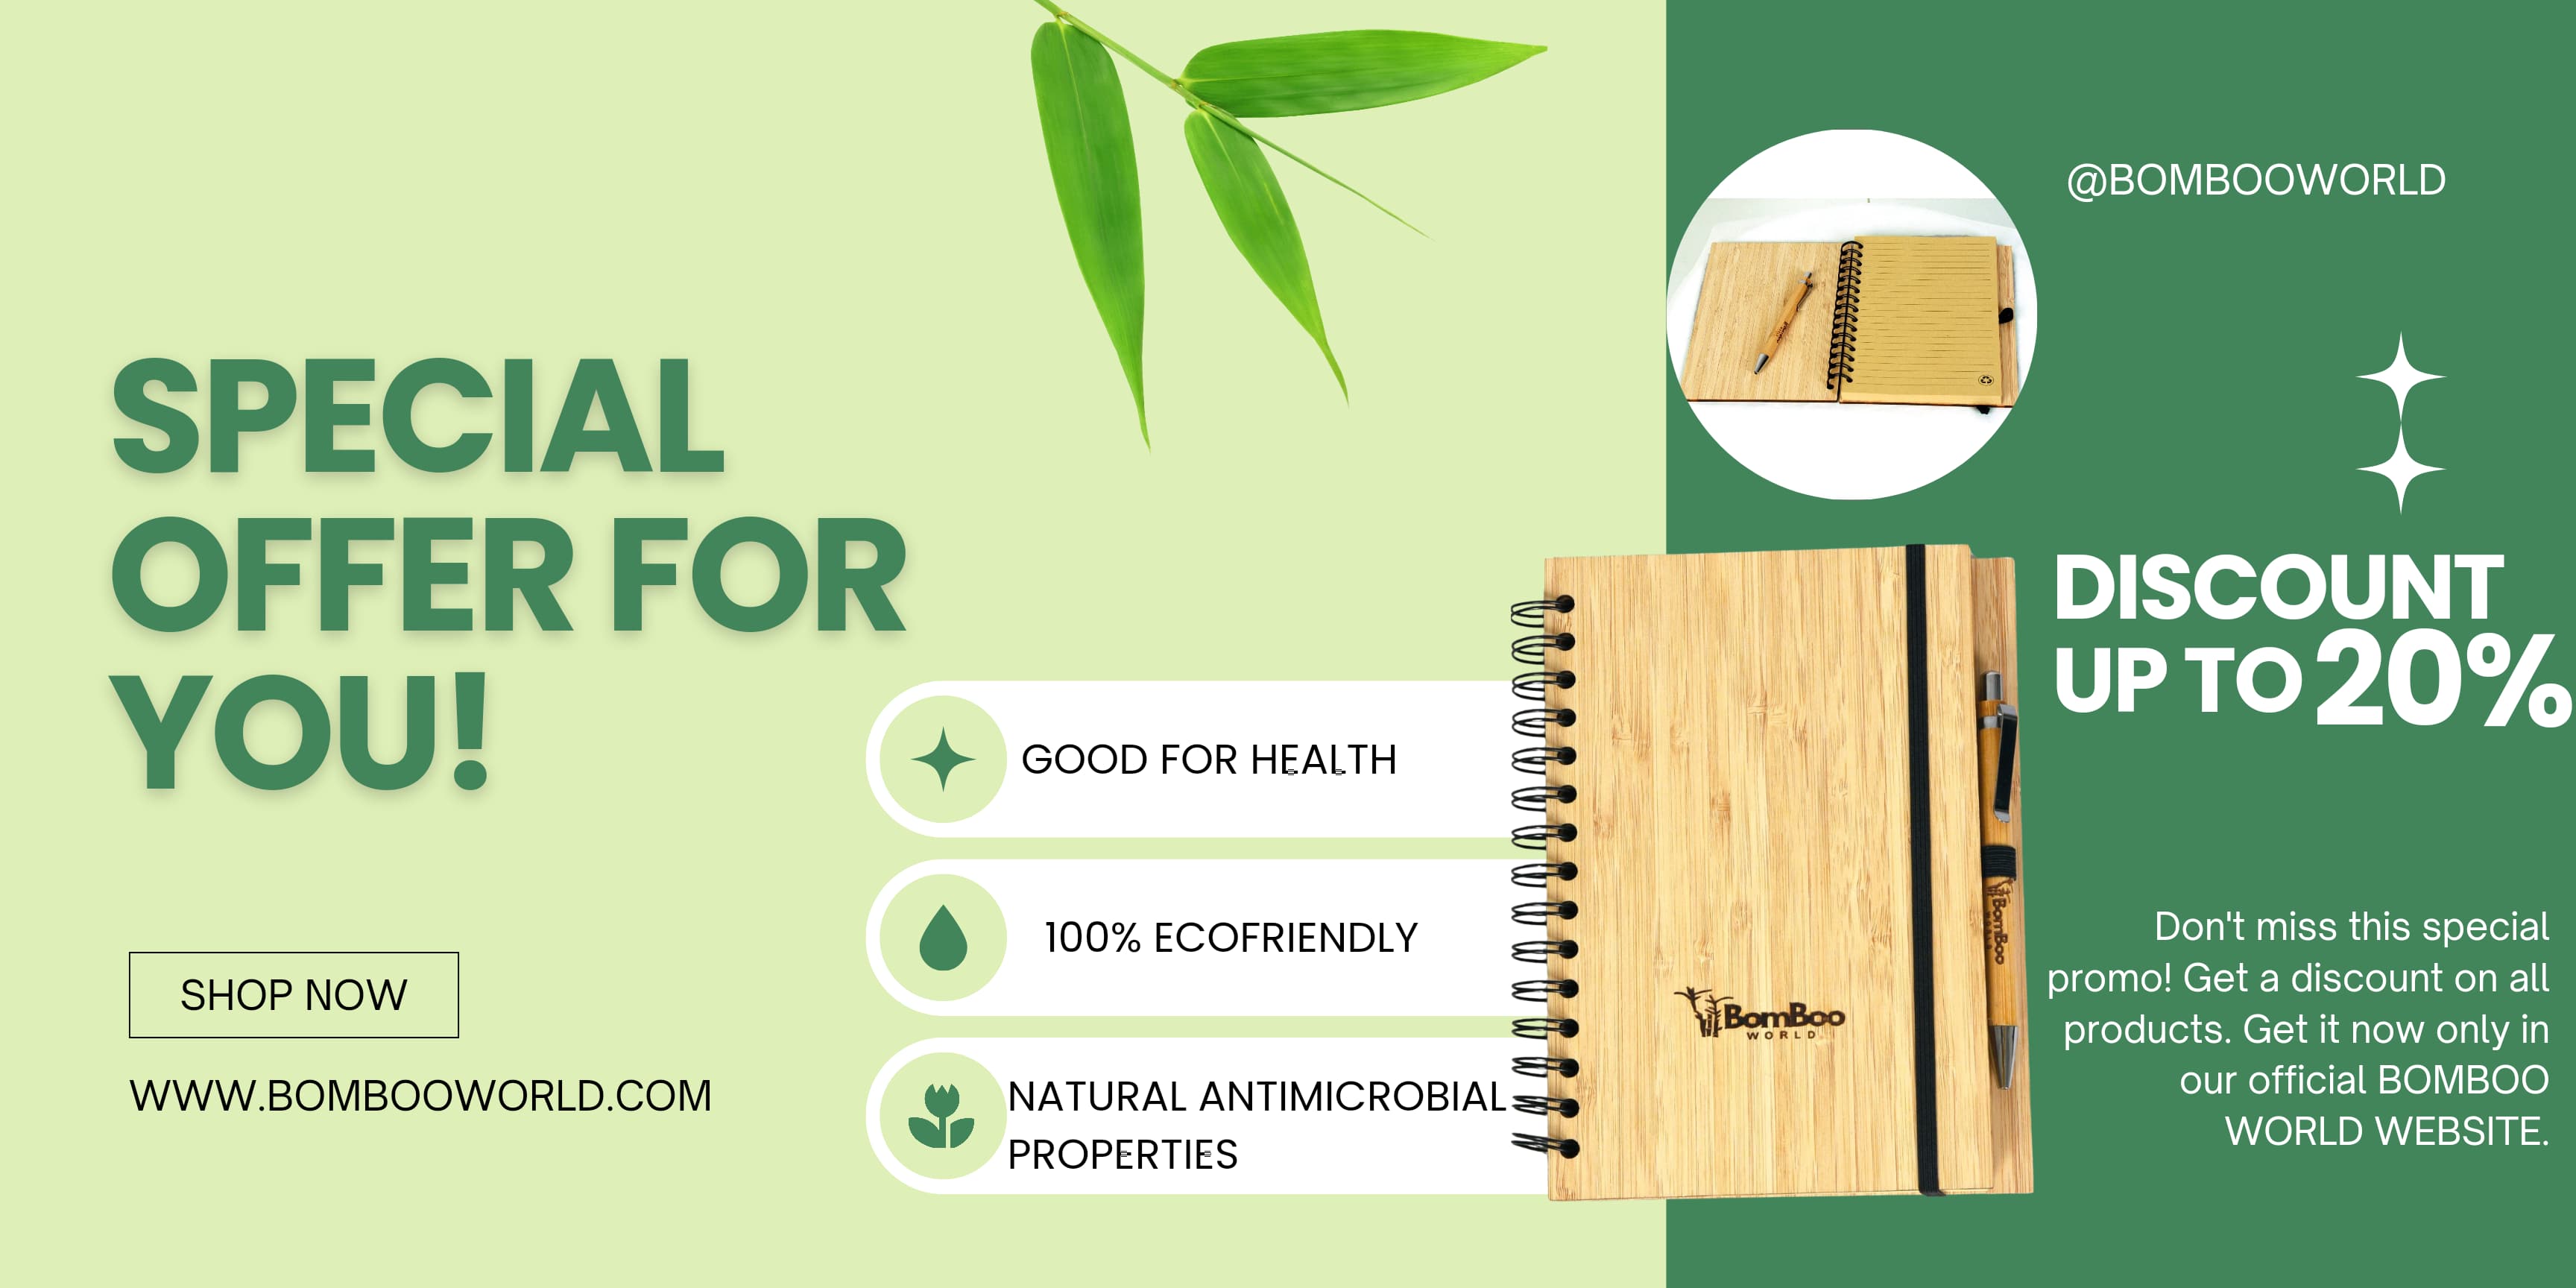 SPECIAL
OFFER FOR
YOU!
SHOP NOW
WWW.BOMBOOWORLD.COM
GOOD FOR HEALTH
100% ECOFRIENDLY
NATURAL ANTIMICROBIAL
PROPERTIES
BomBoo
WORLD
BomBoo
@BOMBOOWORLD
DISCOUNT
UP TO 20%
Don't miss this special
promo! Get a discount on all
products. Get it now only in
our official BOMBOO
WORLD WEBSITE.